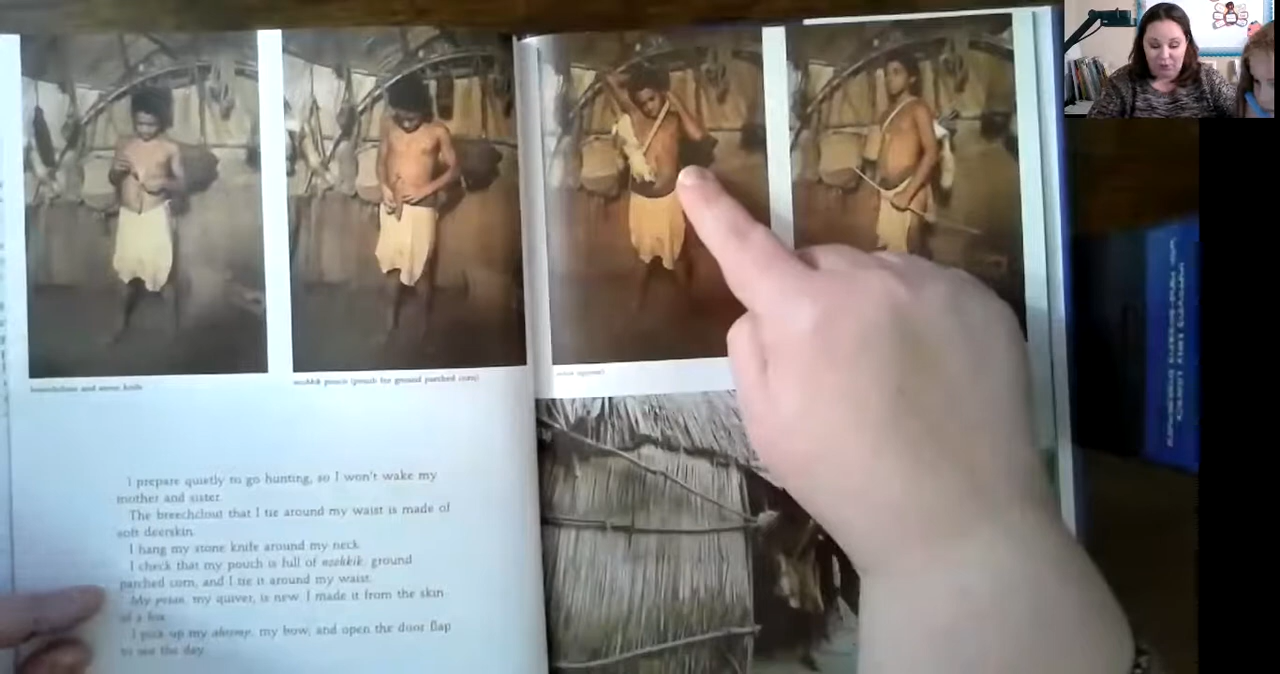 breechclout and stone knife
nookhik pouch (pouch for ground parched corn)
I prepare quietly to go hunting, so I won't wake my
mother and sister.
The breechclout that I tie around my waist is made of
soft deerskin.
I hang my stone knife around my neck.
I check that my pouch is full of nookhik, ground
parched corn, and I tie it around my waist.
My petan, my quiver, is new. I made it from the skin
of a fox.
I pick up my ahtomp, my bow, and open the door flap
to see the day.